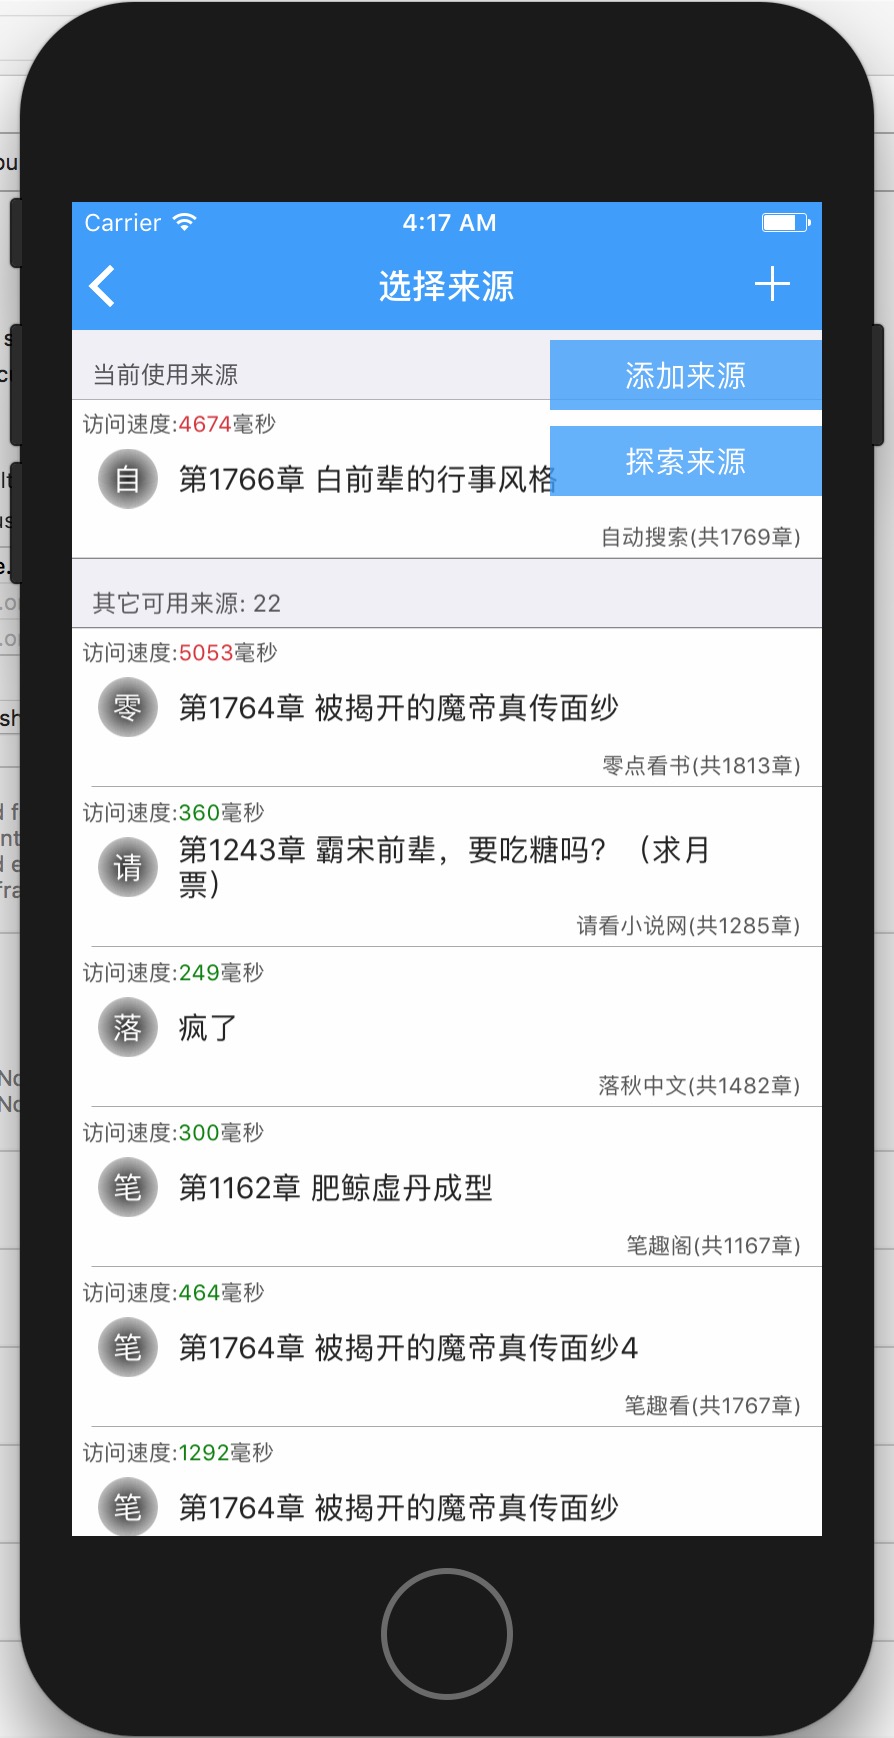 Carrier 4:17 AM
选择来源
当前使用来源
添加来源
访问速度:4674毫秒
探索来源
自 第1766章 白前辈的行事风格
自动搜索(共1769章)
其它可用来源: 22
访问速度:5053毫秒
零 第1764章 被揭开的魔帝真传面纱
零点看书(共1813章)
访问速度:360毫秒
请 第1243章 霸宋前辈，要吃糖吗？（求月
票）
请看小说网(共1285章)
访问速度:249毫秒
落 疯了
落秋中文(共1482章)
访问速度:300毫秒
笔 第1162章 肥鲸虚丹成型
笔趣阁(共1167章)
访问速度:464毫秒
笔 第1764章 被揭开的魔帝真传面纱4
笔趣看(共1767章)
访问速度:1292毫秒
笔 第1764章 被揭开的魔帝真传面纱